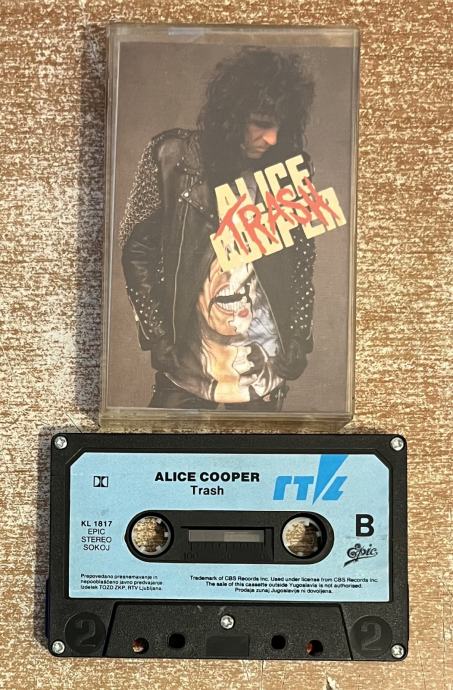 ALICE
TRASH
COOPER
ALICE COOPER
Trash
RTVL
KL 1817
EPIC
STEREO
SOKOJ
B
Epic
100
Prepovedano presnemavanje in
nepooblaščeno javno predvajanje
Izdelek TOZD ZKP, RTV Ljubljana.
Trademark of CBS Records Inc. Used under license from CBS Records Inc.
The sale of this cassette outside Yugoslavia is not authorised.
Prodaja zunaj Jugoslavije ni dovoljena.
2
2